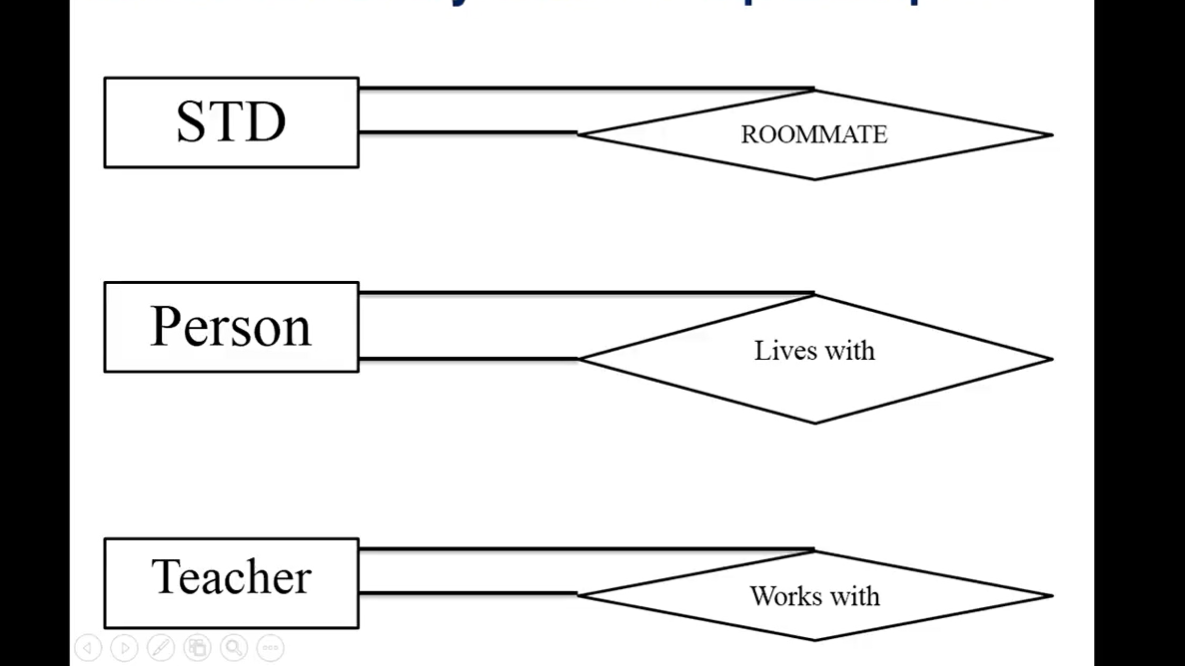 STD
ROOMMATE
Person
Lives with
Teacher
Works with